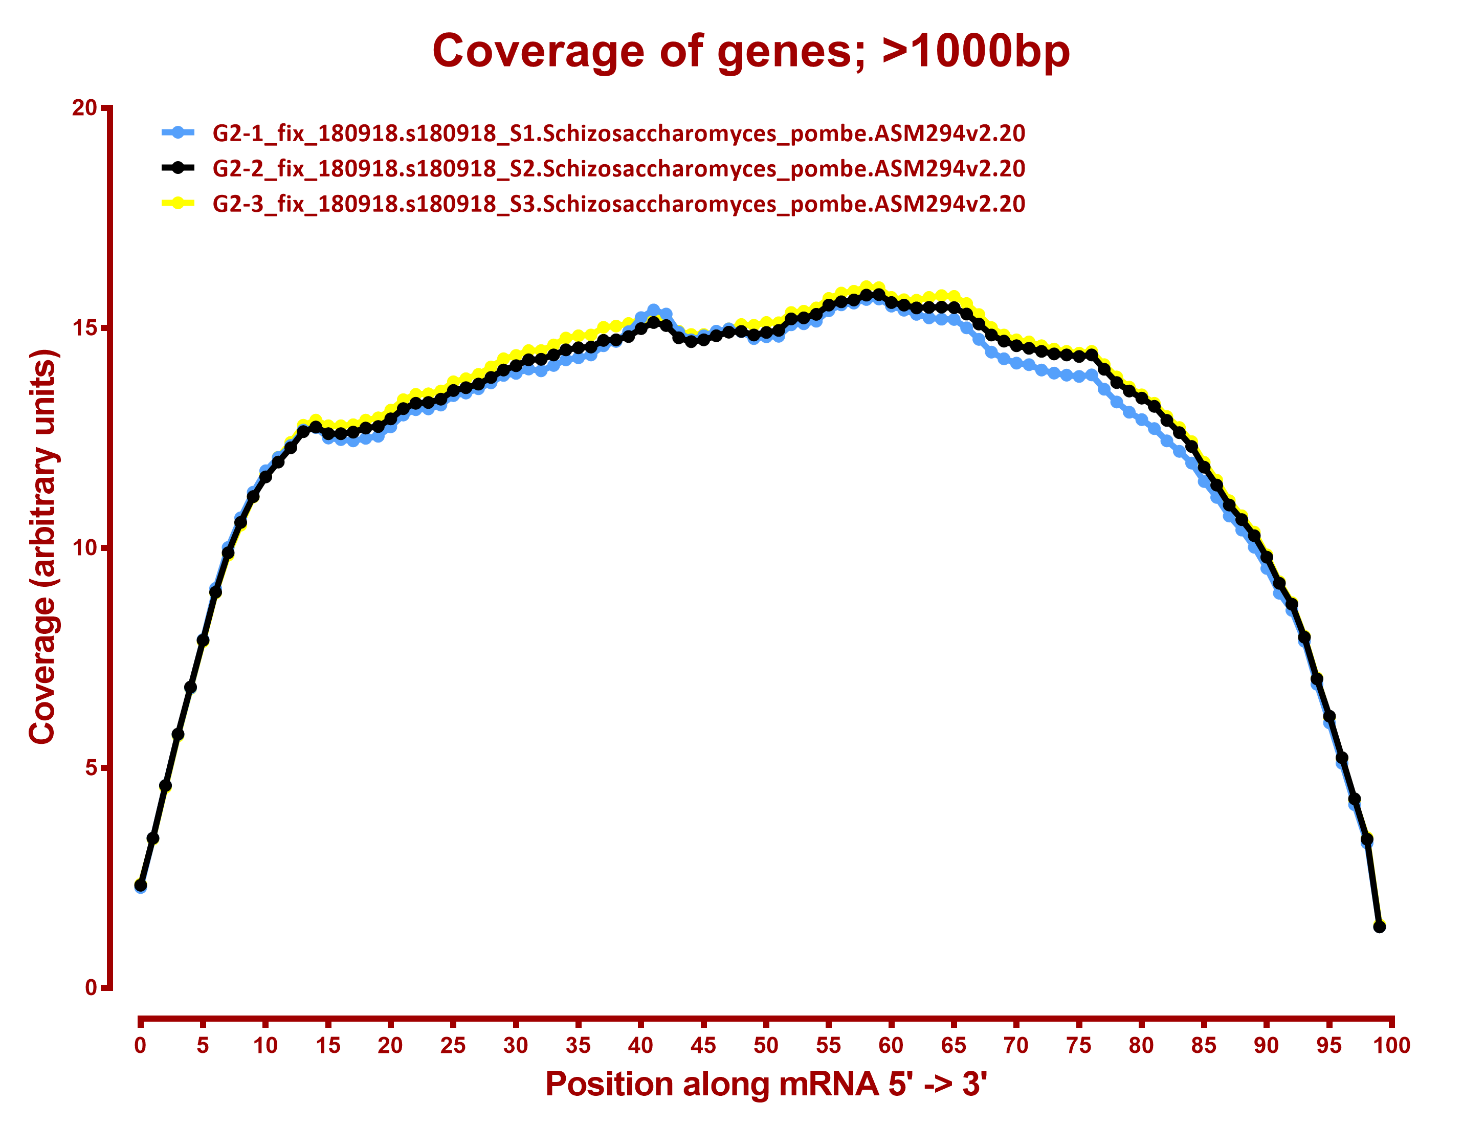 Coverage of genes; >1000bp
20
G2-1_fix_180918.s180918_S1.Schizosaccharomyces_pombe.ASM294v2.20
G2-2_fix_180918.s180918_S2.Schizosaccharomyces_pombe.ASM294v2.20
G2-3_fix_180918.s180918_S3.Schizosaccharomyces_pombe.ASM294v2.20
15
10
5
0
Coverage (arbitrary units)
0 5 10 15 20 25 30 35 40 45 50 55 60 65 70 75 80 85 90 95 100
Position along mRNA 5' -> 3'